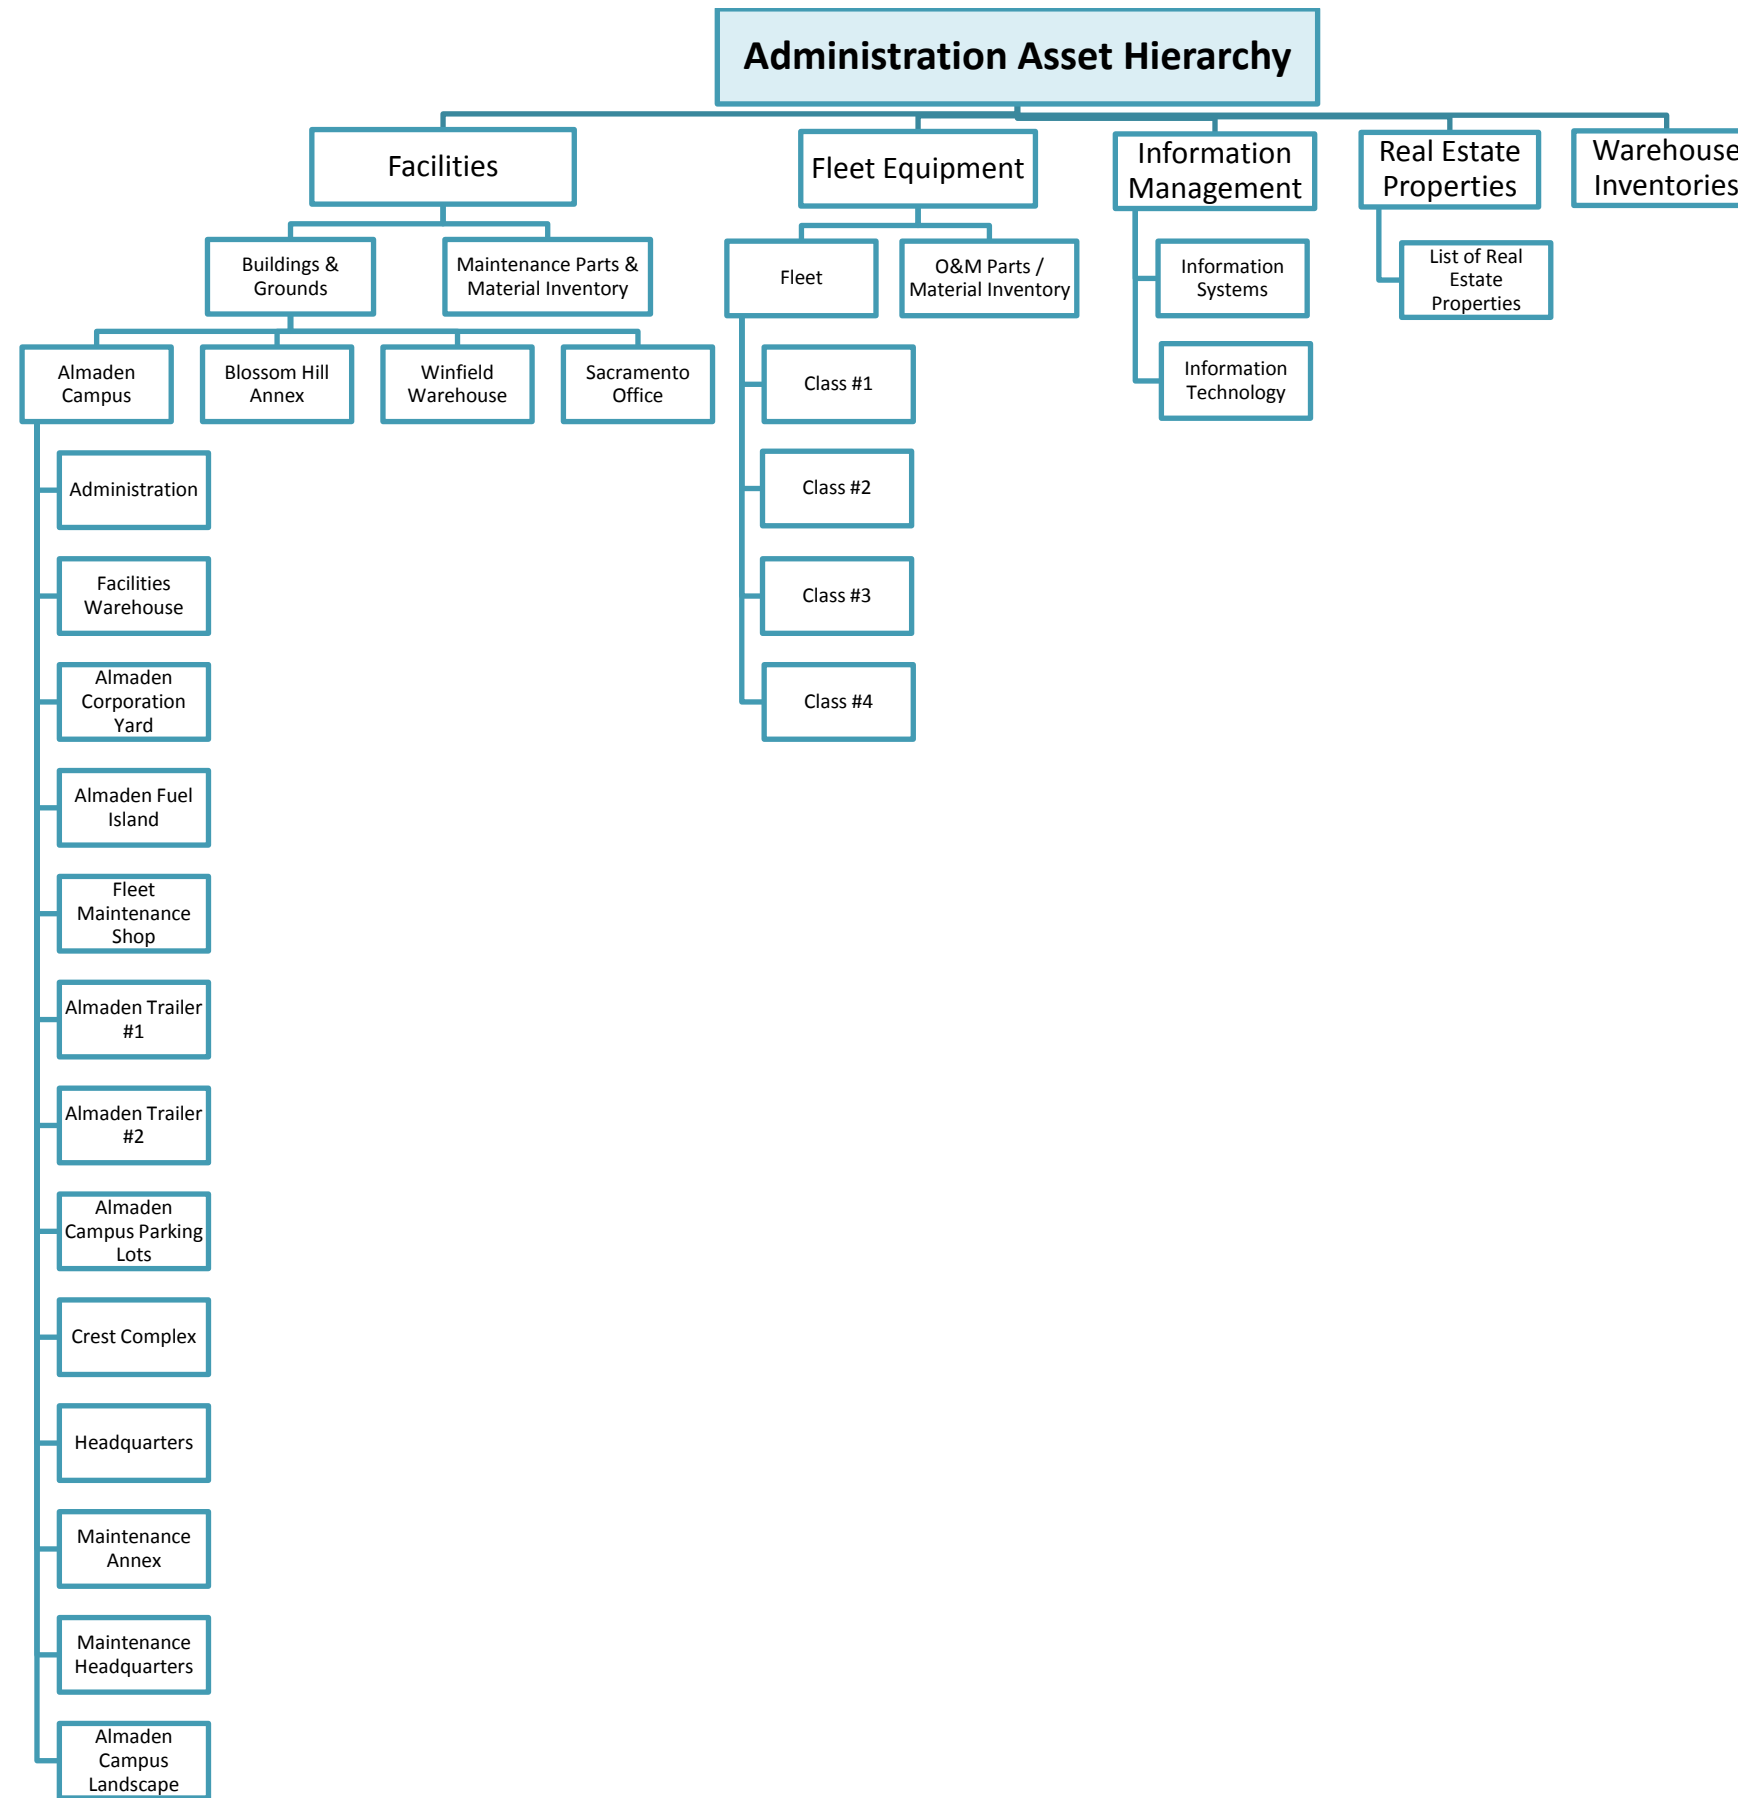 Administration Asset Hierarchy
Facilities
Fleet Equipment
Information
Management
Real Estate
Properties
Warehouse
Inventories
Buildings &
Grounds
Maintenance Parts &
Material Inventory
Fleet
O&M Parts /
Material Inventory
Information
Systems
List of Real
Estate
Properties
Almaden
Campus
Blossom Hill
Annex
Winfield
Warehouse
Sacramento
Office
Class #1
Information
Technology
Administration
Class #2
Facilities
Warehouse
Class #3
Almaden
Corporation
Yard
Class #4
Almaden Fuel
Island
Fleet
Maintenance
Shop
Almaden Trailer
#1
Almaden Trailer
#2
Almaden
Campus Parking
Lots
Crest Complex
Headquarters
Maintenance
Annex
Maintenance
Headquarters
Almaden
Campus
Landscape